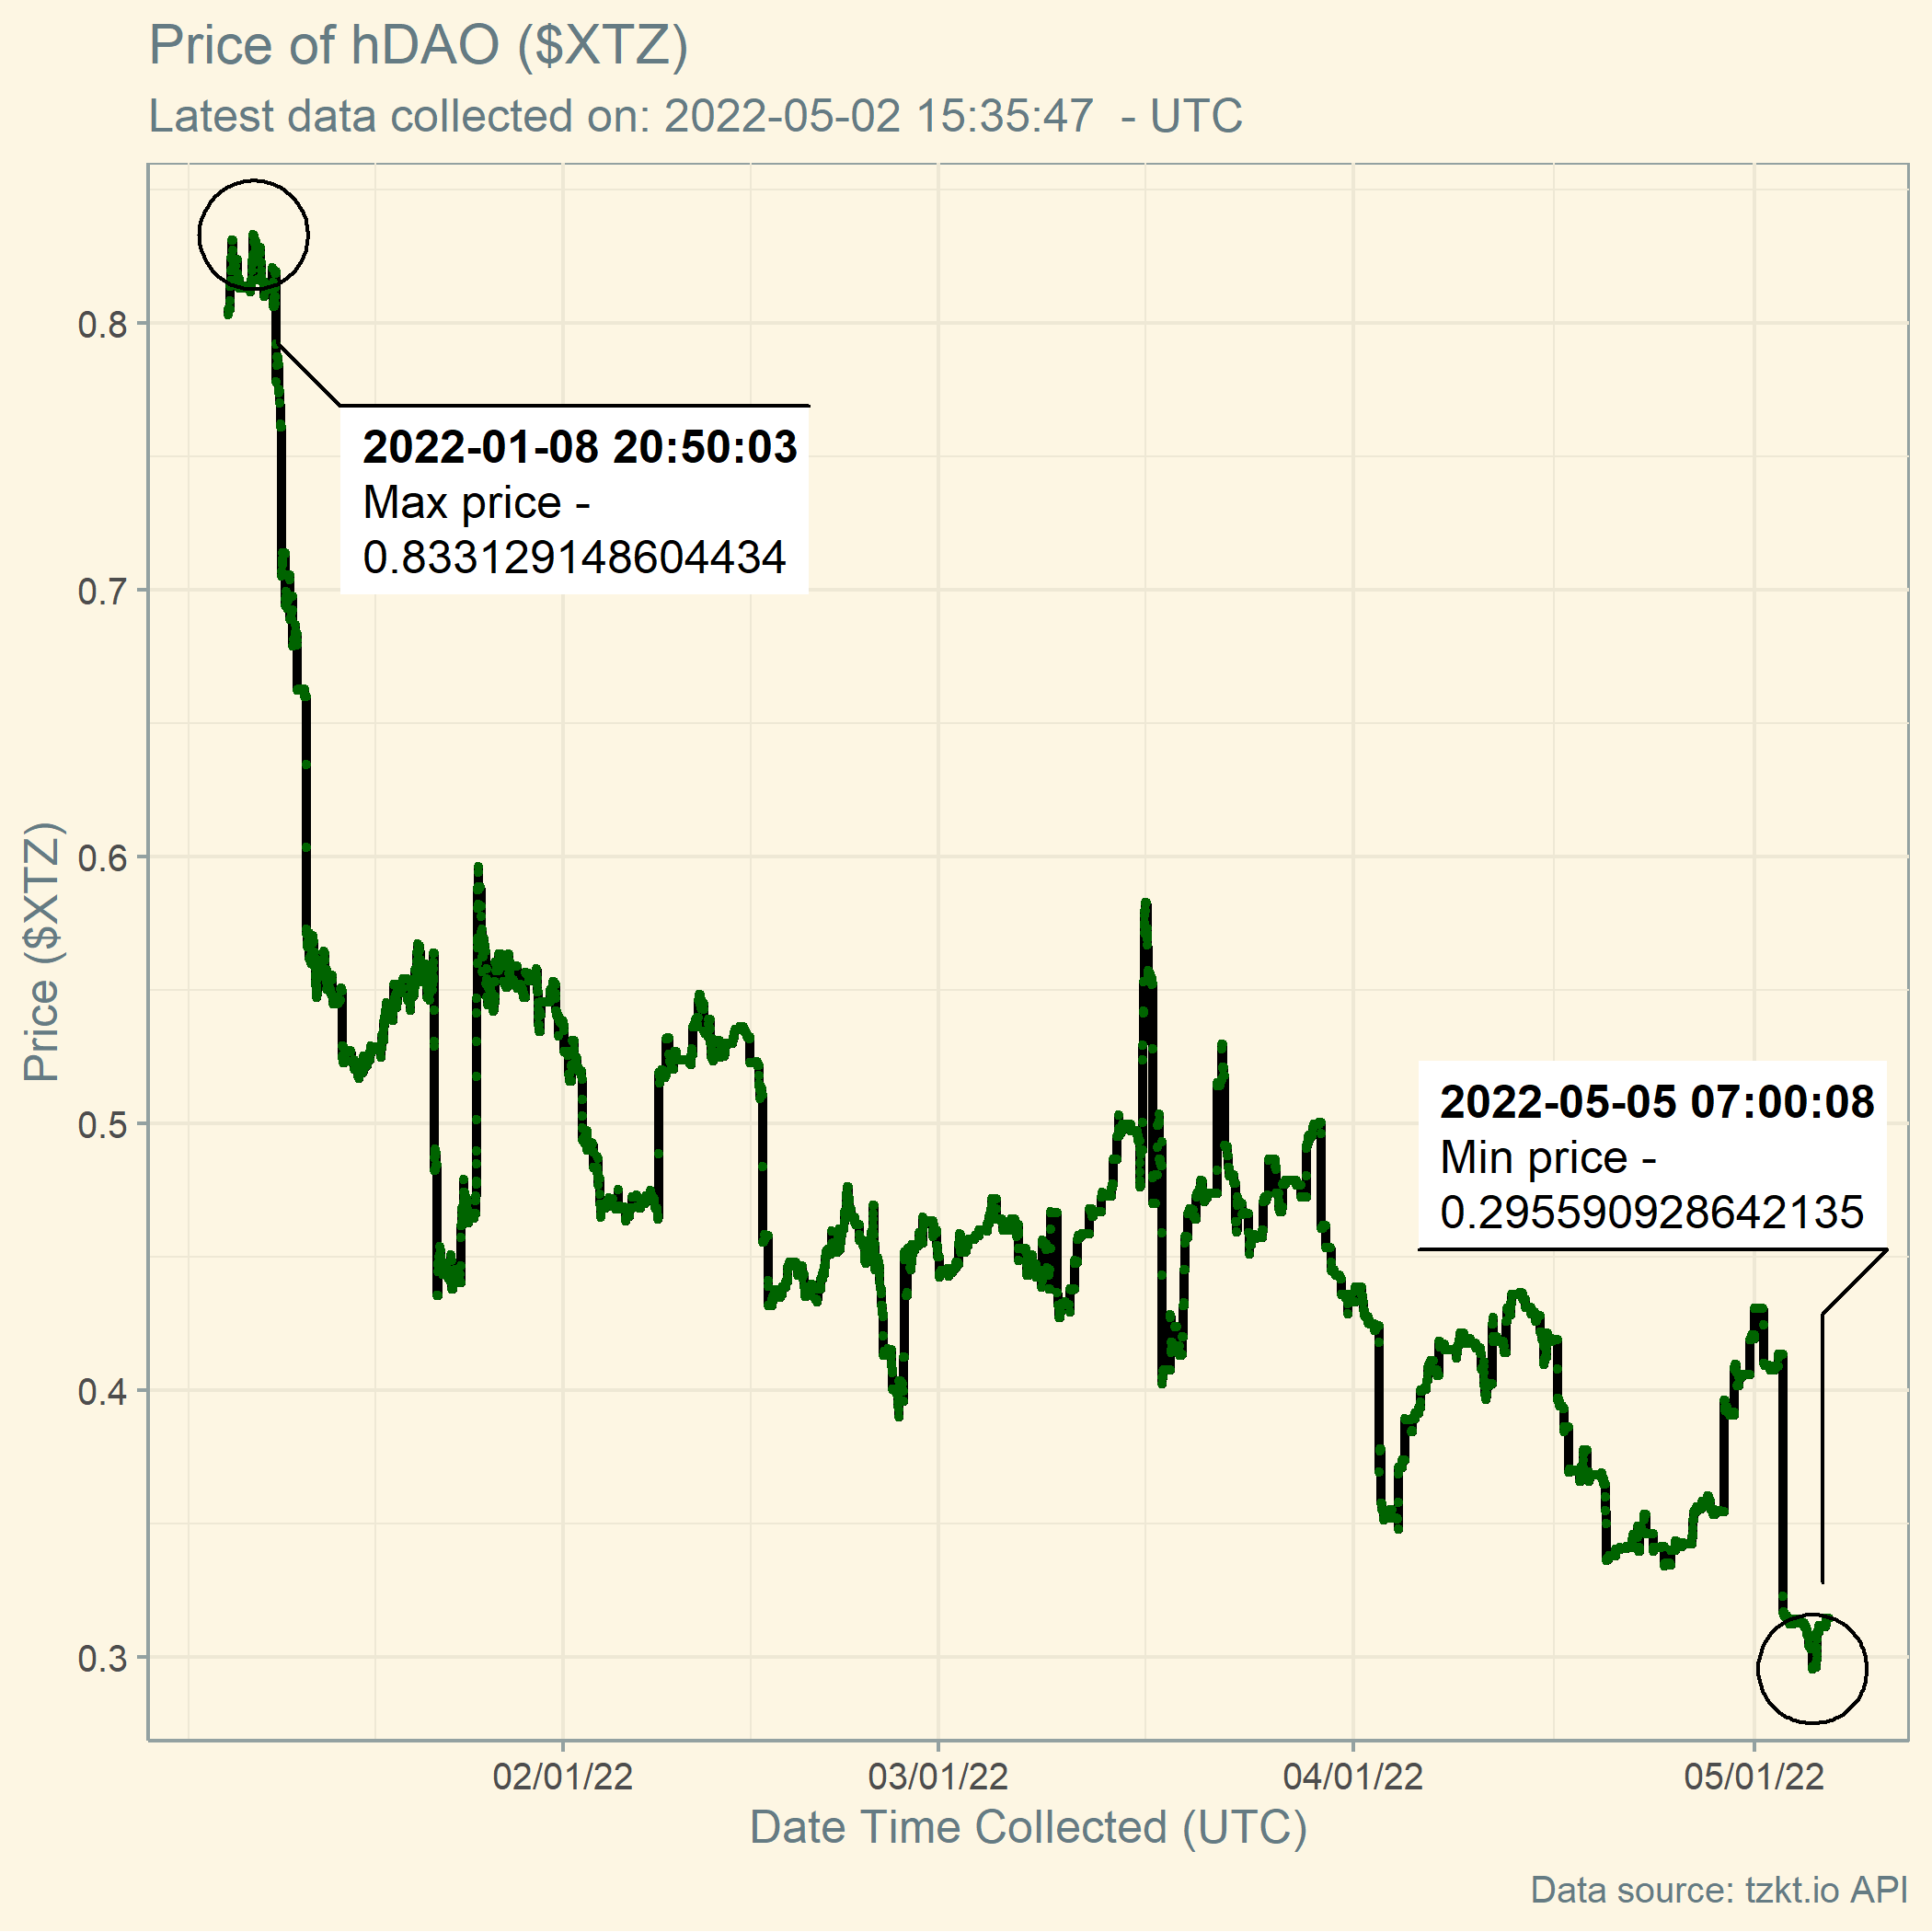 Price of hDAO ($XTZ)
Latest data collected on: 2022-05-02 15:35:47  - UTC
Price ($XTZ)
0.8
0.7
0.6
0.5
0.4
0.3
2022-01-08 20:50:03
Max price -
0.833129148604434
2022-05-05 07:00:08
Min price -
0.295590928642135
02/01/22
03/01/22
04/01/22
05/01/22
Date Time Collected (UTC)
Data source: tzkt.io API